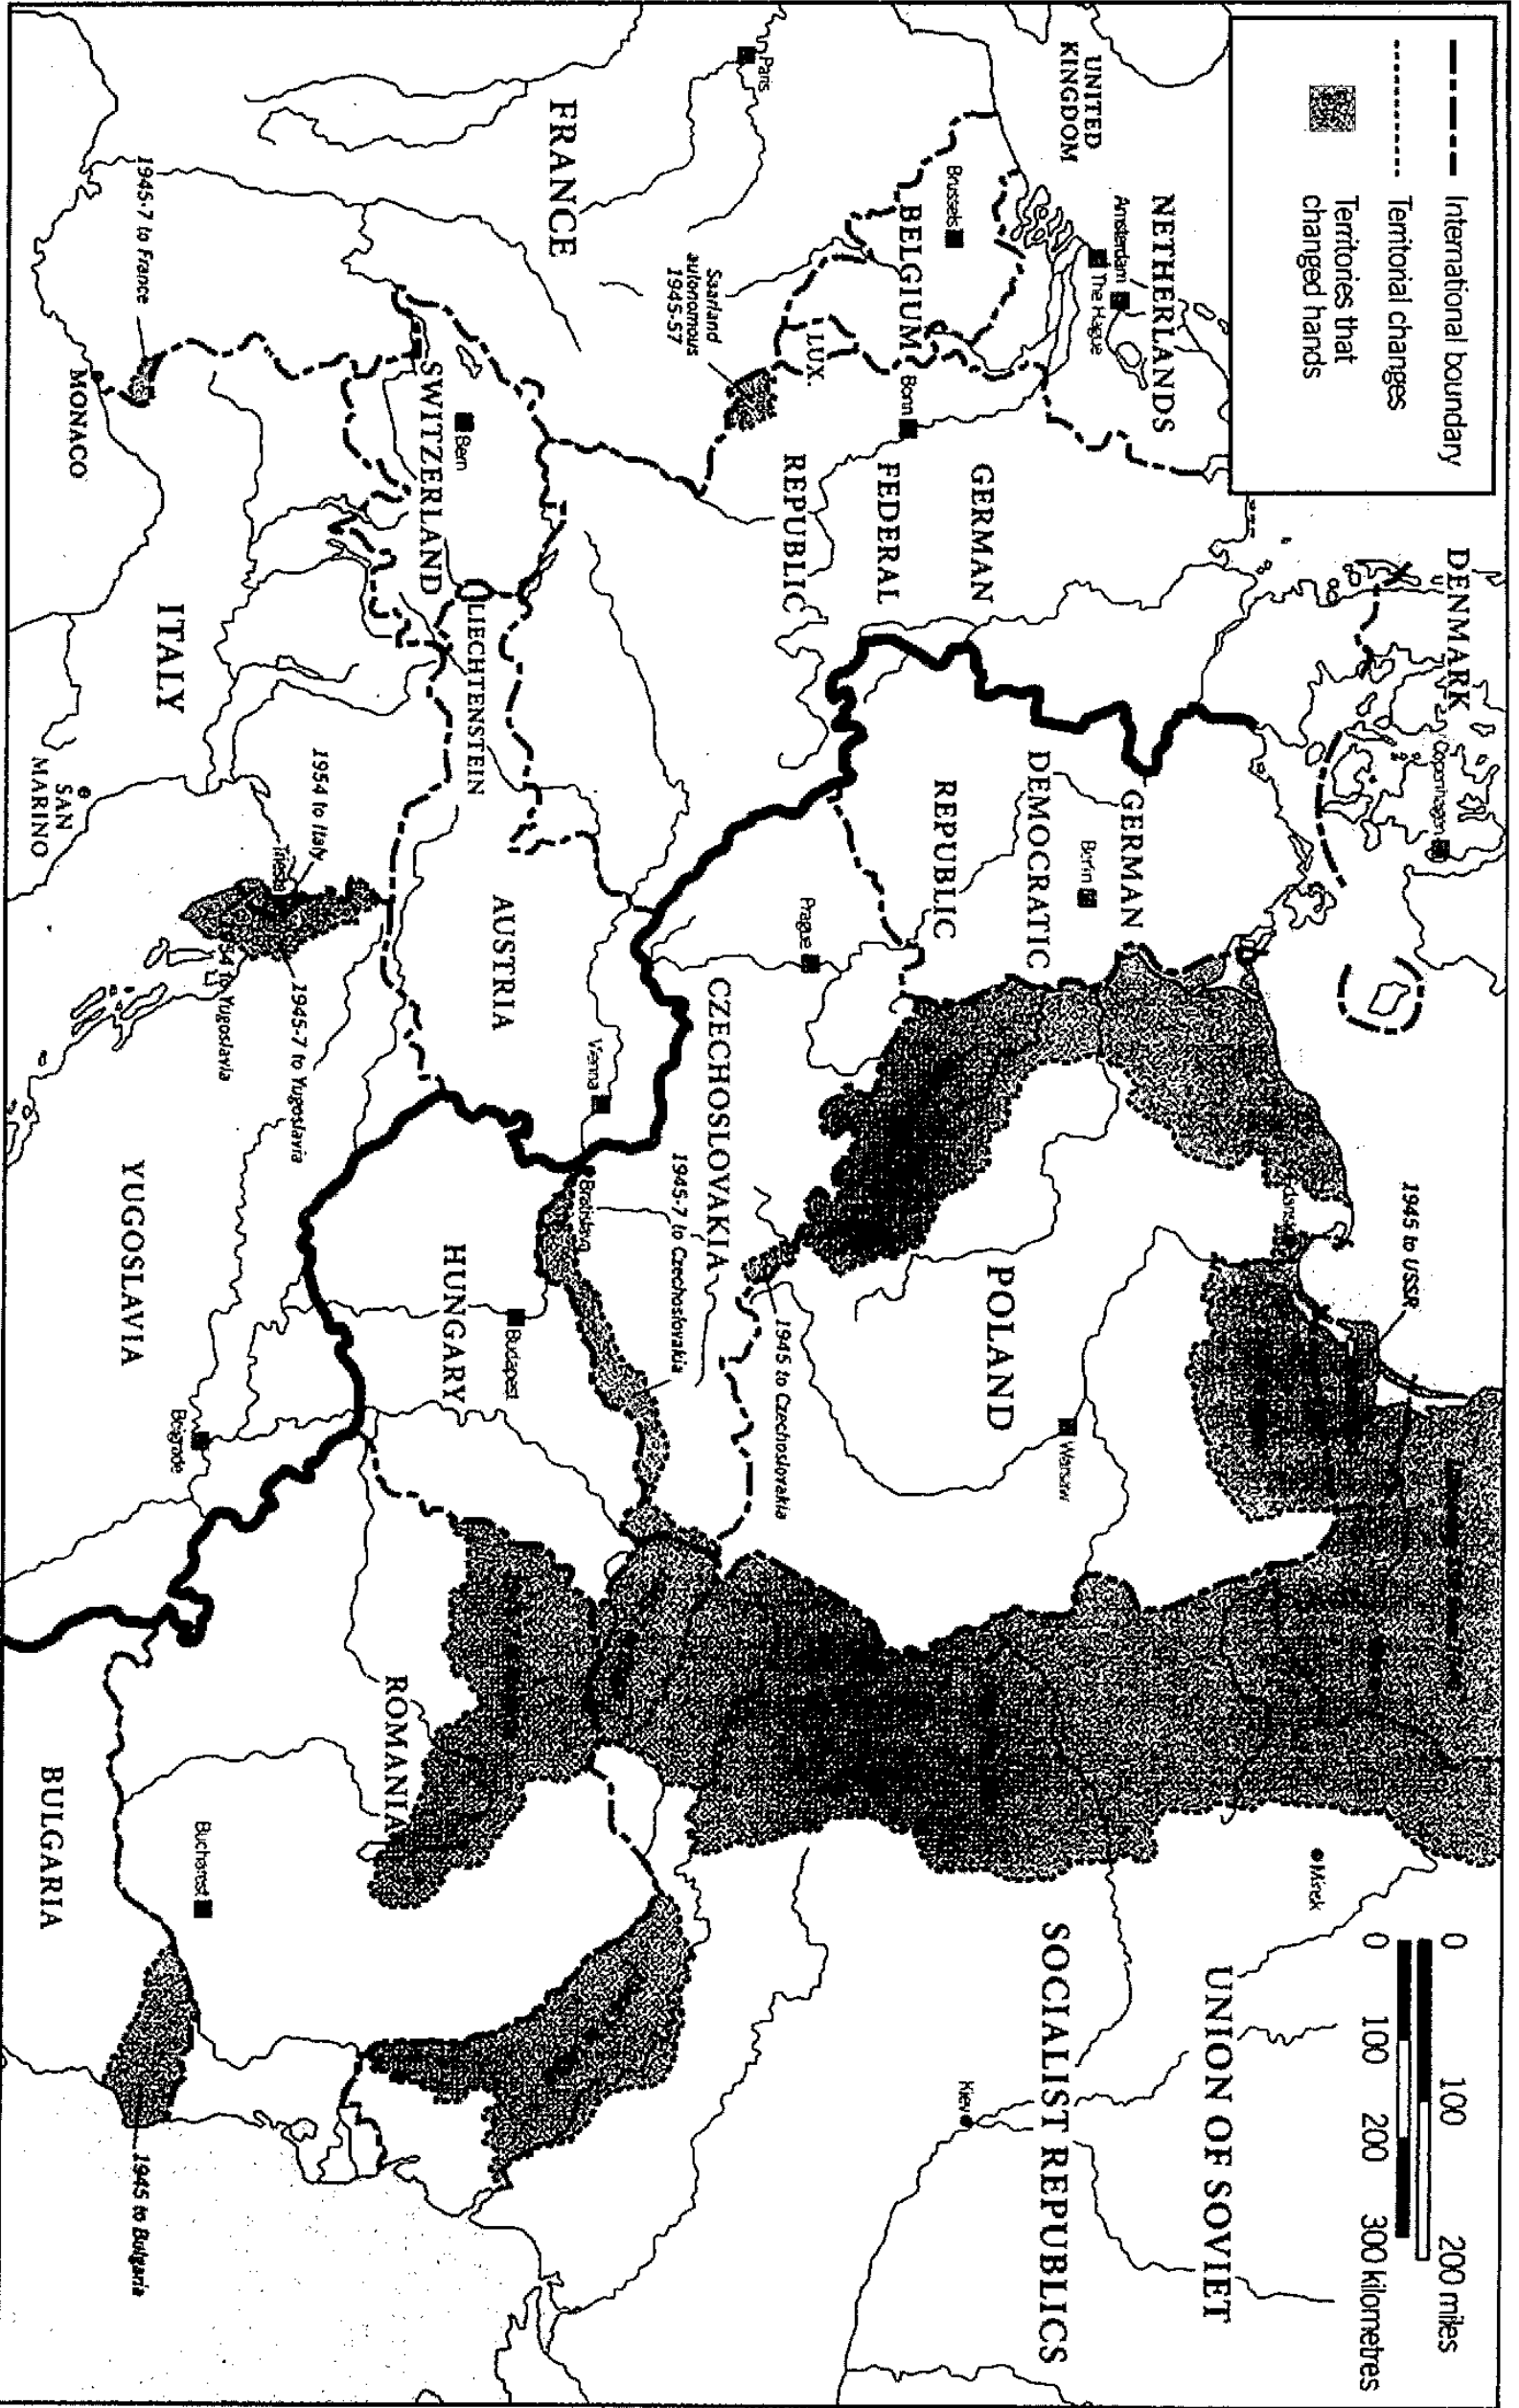 International boundary
Territorial changes
Territories that
changed hands
0 100 200 miles
0 100 200 300 kilometres
DENMARK
Copenhagen
UNITED
KINGDOM
NETHERLANDS
Amsterdam
The Hague
Brussels
BELGIUM
LUX.
Bonn
GERMAN
FEDERAL
REPUBLIC
GERMAN
DEMOCRATIC
REPUBLIC
Berlin
Saarland
autonomous
1945-57
Paris
FRANCE
1945-7 to France
MONACO
SWITZERLAND
Bern
LIECHTENSTEIN
ITALY
SAN
MARINO
1954 to Italy
Trieste
1945-7 to Yugoslavia
to Yugoslavia
AUSTRIA
Vienna
Prague
CZECHOSLOVAKIA
Bratislava
1945-7 to Czechoslovakia
1945 to Czechoslovakia
HUNGARY
Budapest
YUGOSLAVIA
Belgrade
POLAND
Warsaw
Gdansk
1945 to USSR
ROMANIA
Bucharest
BULGARIA
1945 to Bulgaria
UNION OF SOVIET
SOCIALIST REPUBLICS
Minsk
Kiev